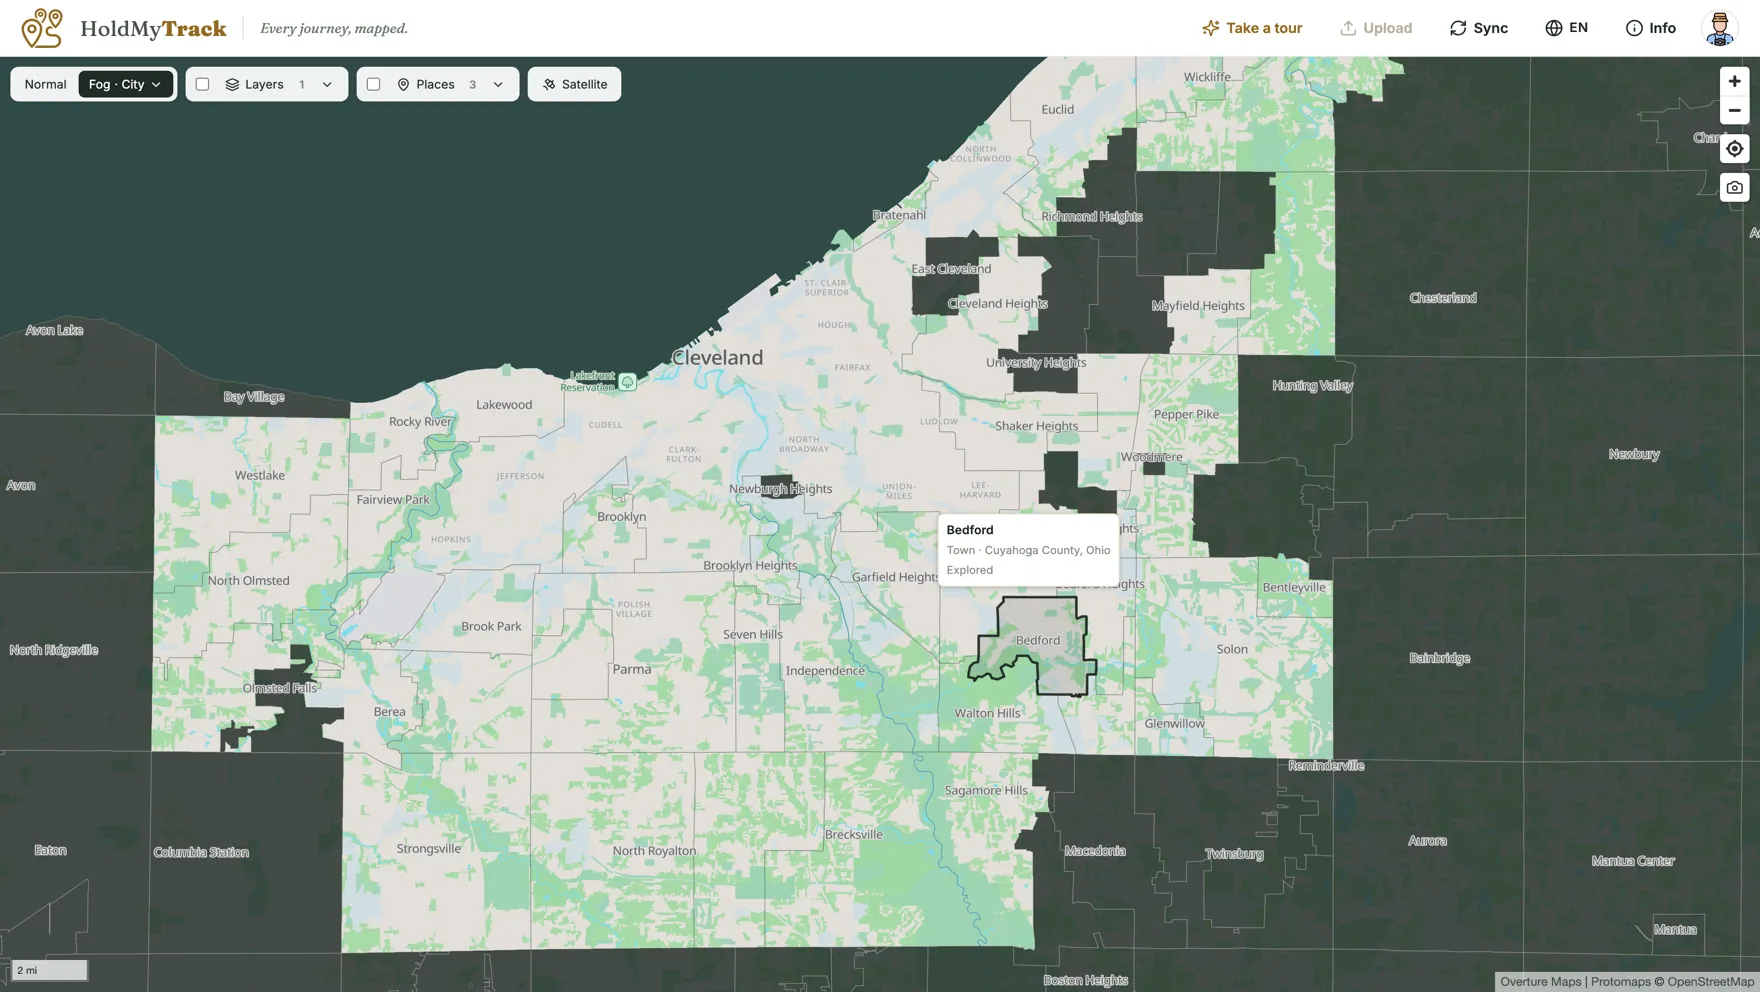 HoldMyTrack
Every journey, mapped.
Take a tour
Upload
Sync
EN
Info
Normal
Fog · City
Layers 1
Places 3
Satellite
Wickliffe
Euclid
NORTH
COLLINWOOD
Bratenahl
Richmond Heights
East Cleveland
ST. CLAIR-
SUPERIOR
Cleveland Heights
Mayfield Heights
Chesterland
Avon Lake
HOUGH
Cleveland
University Heights
FAIRFAX
Lakefront
Reservation
Hunting Valley
Bay Village
Lakewood
Rocky River
Pepper Pike
CUDELL
LUDLOW
Shaker Heights
NORTH
BROADWAY
CLARK-
FULTON
Woodmere
Newbury
Westlake
JEFFERSON
Avon
Newburgh Heights
UNION-
MILES
LEE-
HARVARD
Fairview Park
Brooklyn
Bedford
Town · Cuyahoga County, Ohio
Explored
HOPKINS
Brooklyn Heights
Garfield Heights
North Olmsted
Bentleyville
POLISH
VILLAGE
Brook Park
Seven Hills
Bedford
Solon
North Ridgeville
Parma
Independence
Bainbridge
Olmsted Falls
Berea
Walton Hills
Glenwillow
Reminderville
Sagamore Hills
Brecksville
Strongsville
North Royalton
Eaton
Columbia Station
Macedonia
Twinsburg
Aurora
Mantua Center
Mantua
2 mi
Boston Heights
Overture Maps | Protomaps © OpenStreetMap